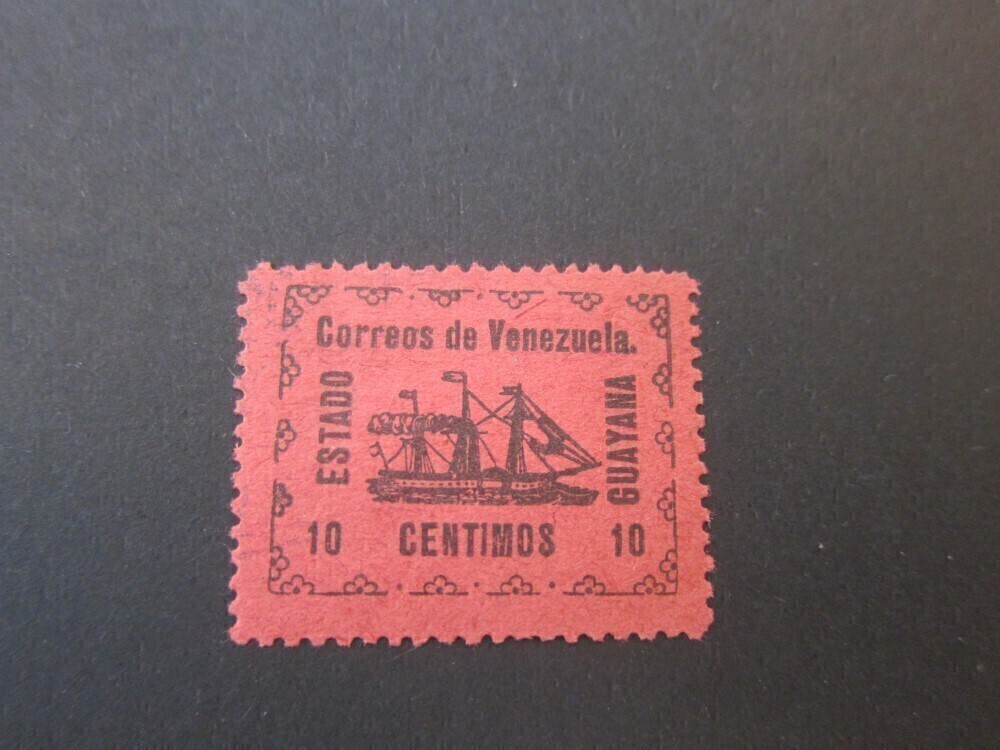 Correos de Venezuela.
ESTADO
GUAYANA
10 CENTIMOS 10